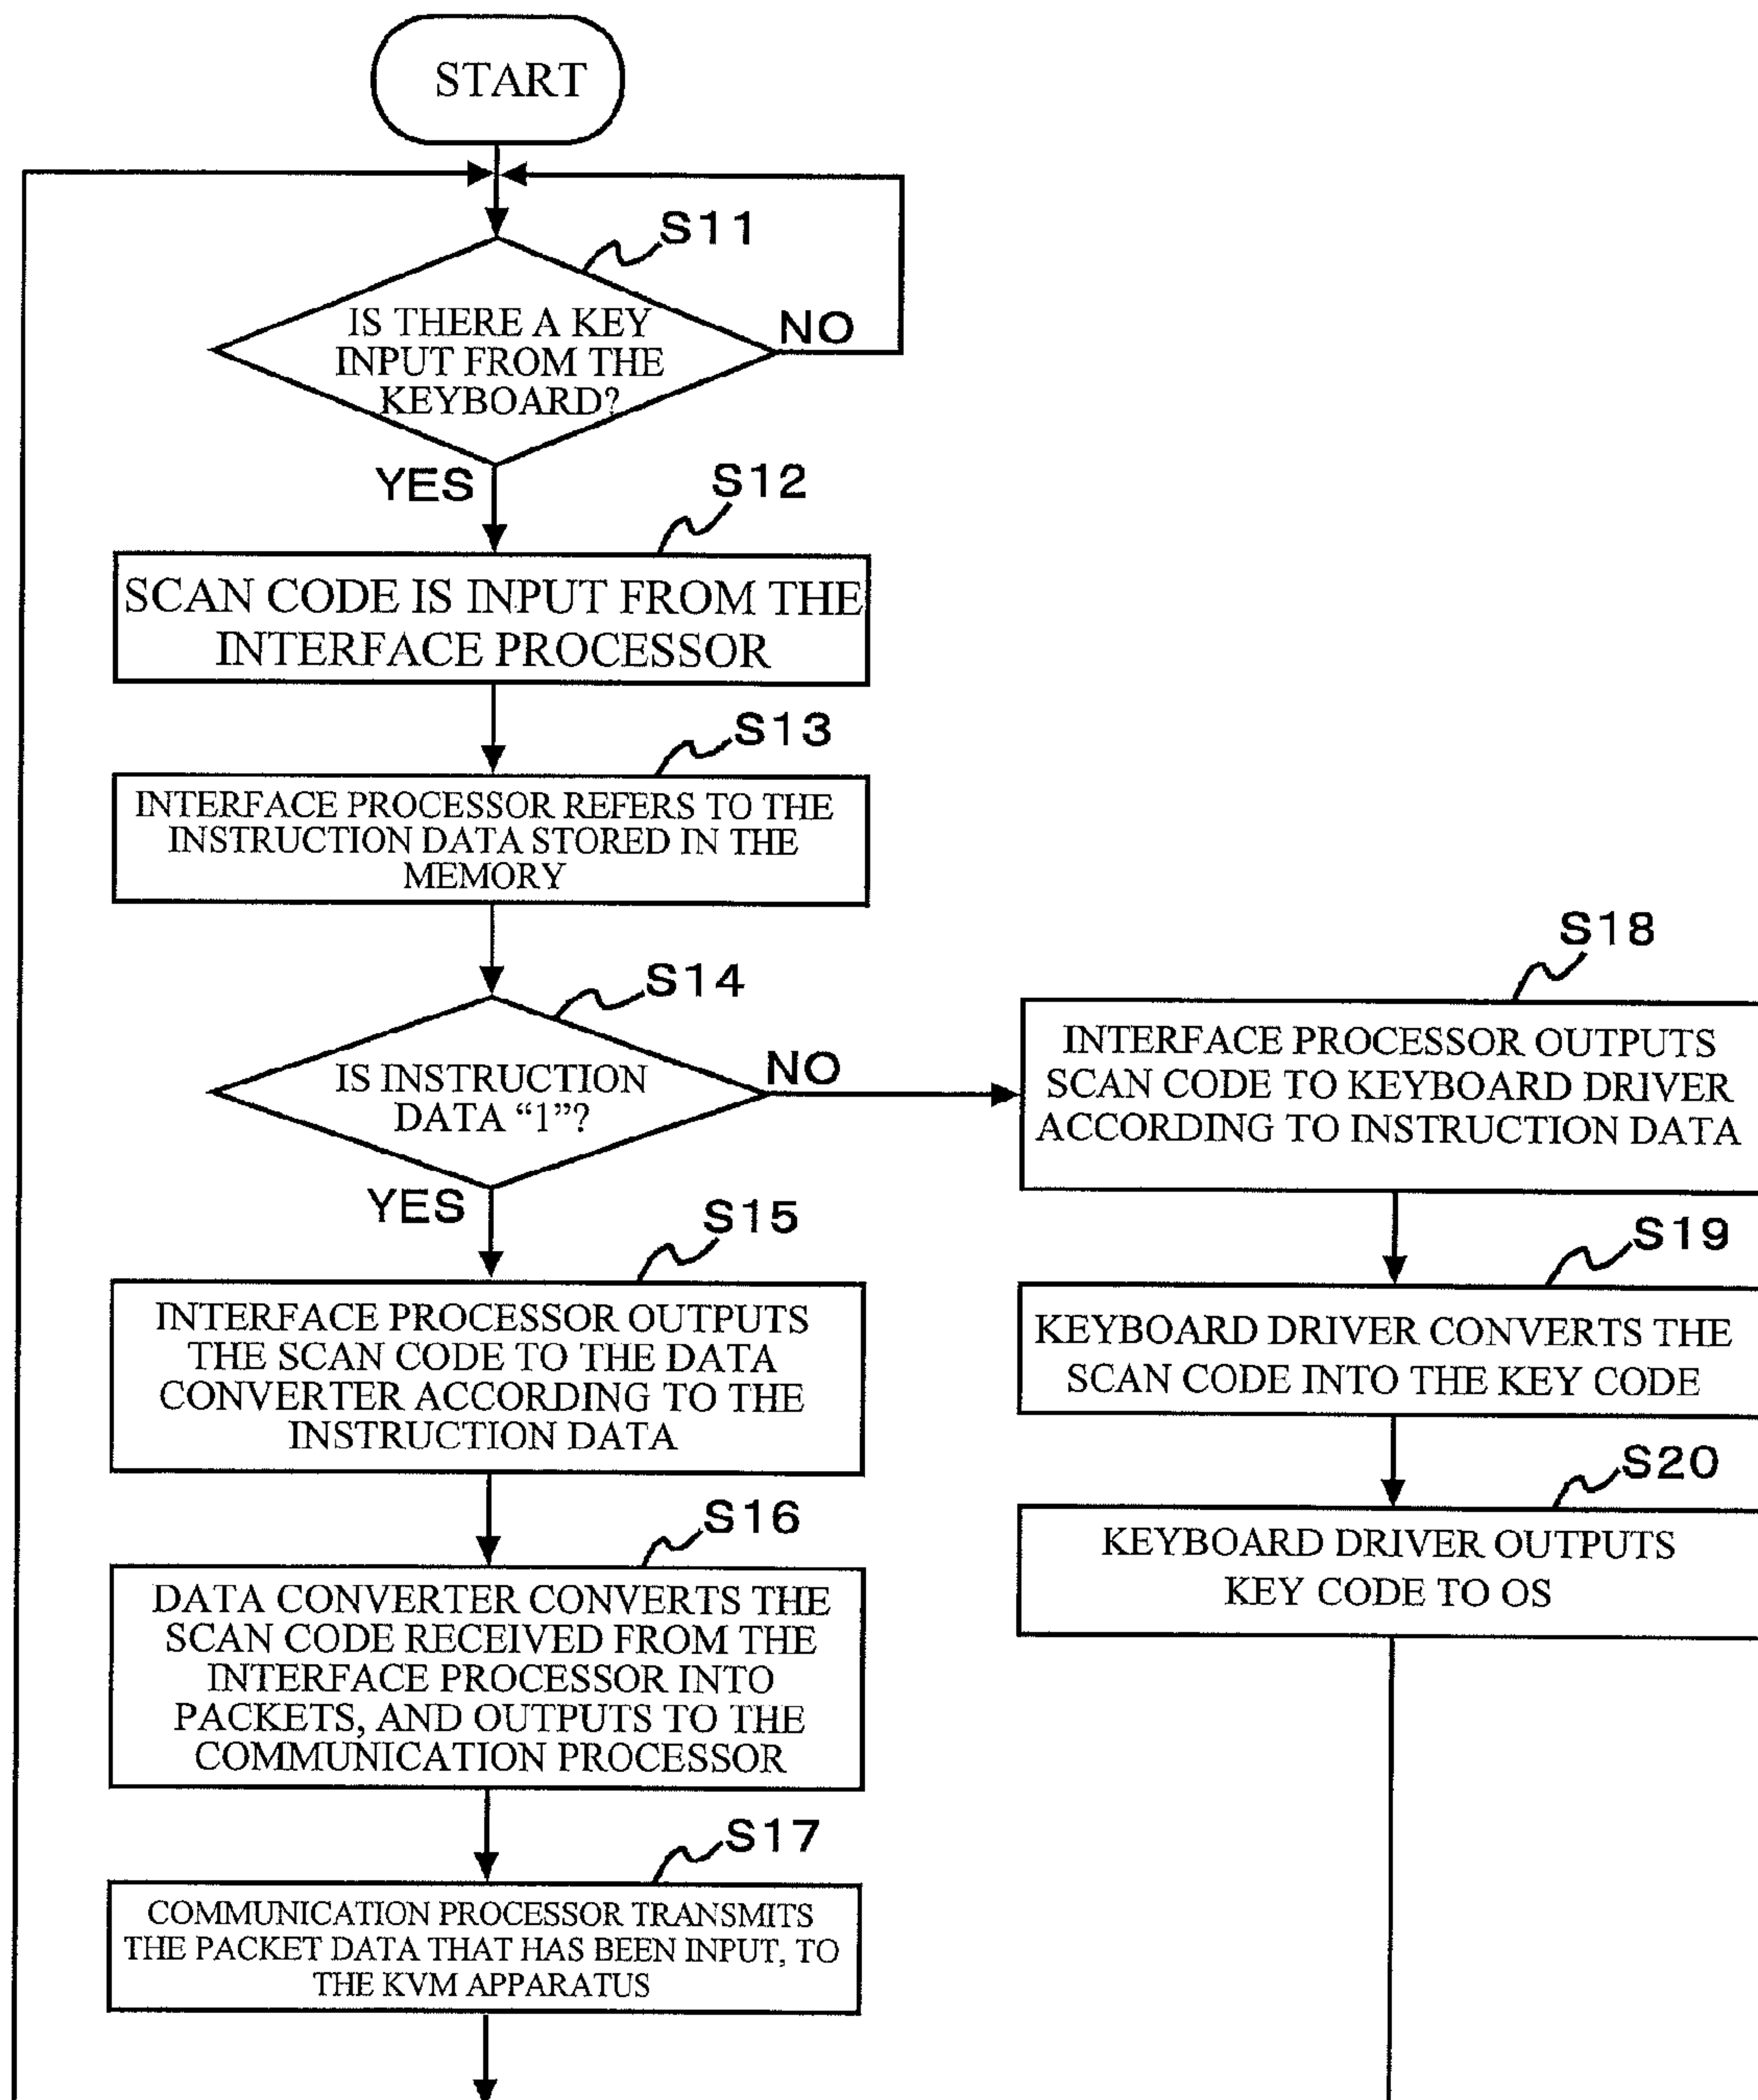 START
S11
IS THERE A KEY
INPUT FROM THE
KEYBOARD?
NO
YES
S12
SCAN CODE IS INPUT FROM THE
INTERFACE PROCESSOR
S13
INTERFACE PROCESSOR REFERS TO THE
INSTRUCTION DATA STORED IN THE
MEMORY
S14
IS INSTRUCTION
DATA “1”?
NO
YES
S15
INTERFACE PROCESSOR OUTPUTS
THE SCAN CODE TO THE DATA
CONVERTER ACCORDING TO THE
INSTRUCTION DATA
S16
DATA CONVERTER CONVERTS THE
SCAN CODE RECEIVED FROM THE
INTERFACE PROCESSOR INTO
PACKETS, AND OUTPUTS TO THE
COMMUNICATION PROCESSOR
S17
COMMUNICATION PROCESSOR TRANSMITS
THE PACKET DATA THAT HAS BEEN INPUT, TO
THE KVM APPARATUS
S18
INTERFACE PROCESSOR OUTPUTS
SCAN CODE TO KEYBOARD DRIVER
ACCORDING TO INSTRUCTION DATA
S19
KEYBOARD DRIVER CONVERTS THE
SCAN CODE INTO THE KEY CODE
S20
KEYBOARD DRIVER OUTPUTS
KEY CODE TO OS